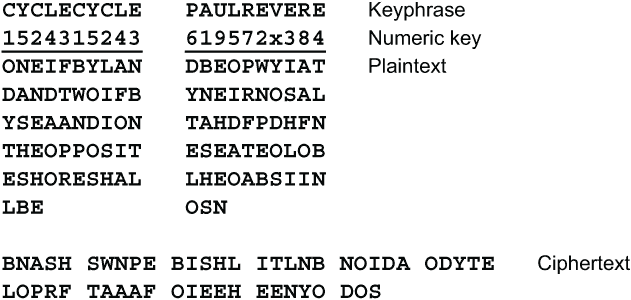 CYCLECYCLE PAULREVERE Keyphrase
1524315243 619572x384 Numeric key
ONEIFBYLAN DBEOPWYIAT Plaintext
DANDTWOIFB YNEIRNOSAL
YSEAANDION TAHDFPDHFN
THEOPPOSIT ESEATEOLOB
ESHORESHAL LHEOABSIIN
LBE OSN
BNASH SWNPE BISHL ITLNB NOIDA ODYTE Ciphertext
LOPRF TAAAF OIEEH EENYO DOS